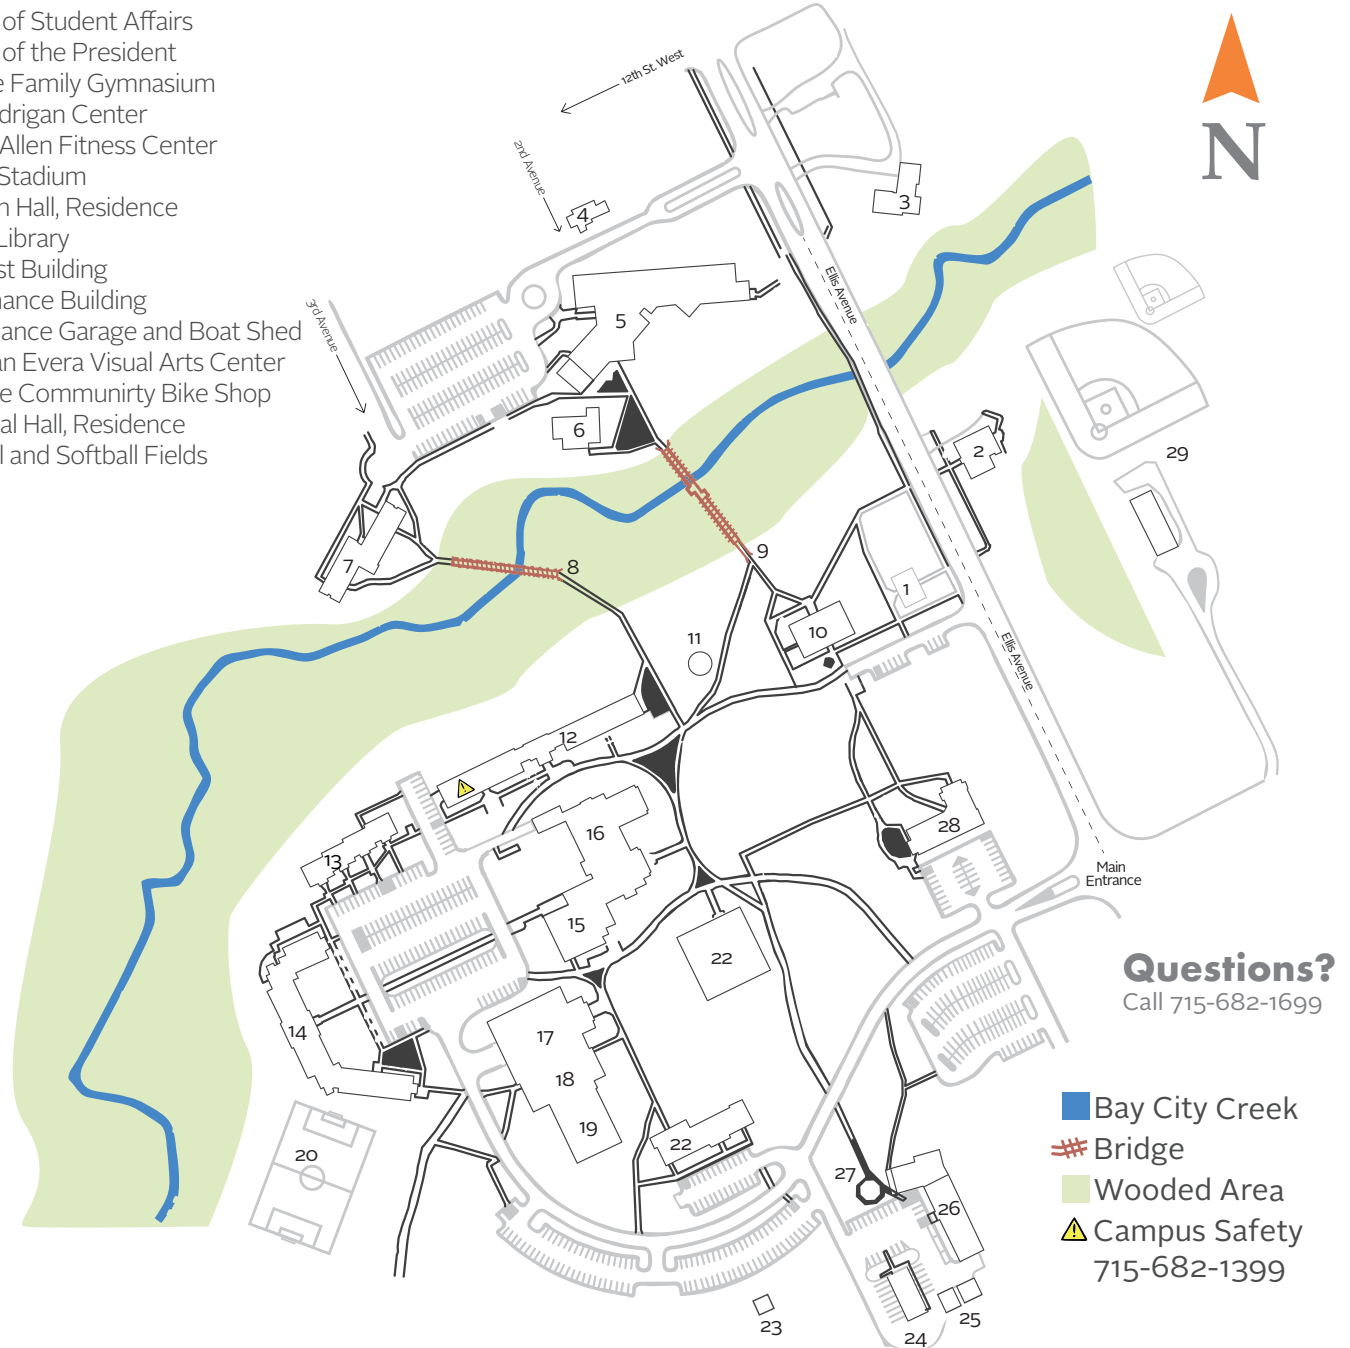 of Student Affairs
of the President
e Family Gymnasium
drigan Center
Allen Fitness Center
Stadium
n Hall, Residence
Library
st Building
nance Building
ance Garage and Boat Shed
an Evera Visual Arts Center
e Communirty Bike Shop
al Hall, Residence
l and Softball Fields
12th St. West
2nd Avenue
3rd Avenue
Ellis Avenue
N
3
4
5
6
2
29
7
8
9
1
10
11
Ellis Avenue
12
16
13
28
Main
Entrance
15
22
14
17
18
19
20
22
27
26
23
24
25
Questions?
Call 715-682-1699
Bay City Creek
Bridge
Wooded Area
Campus Safety
715-682-1399